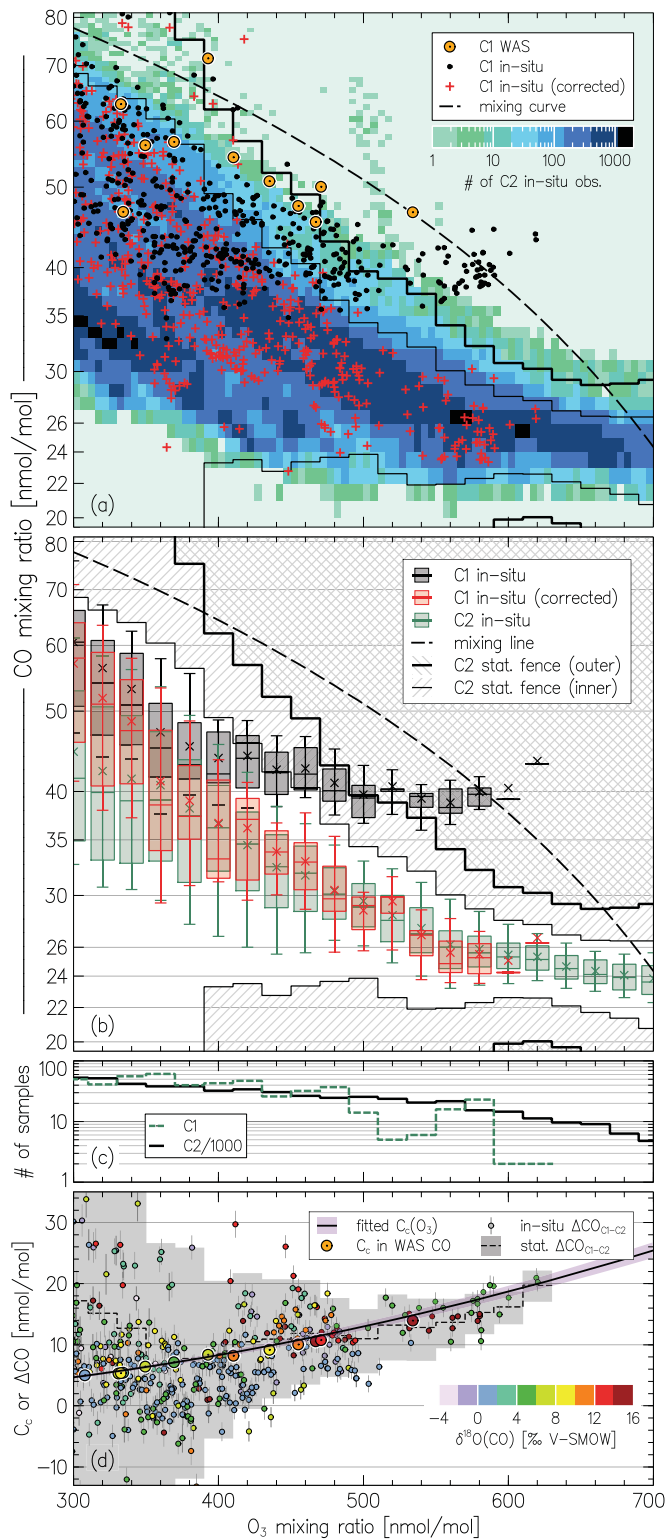 CO mixing ratio [nmol/mol]
80
70
60
50
40
35
30
26
24
22
20
C1 WAS
C1 in-situ
C1 in-situ (corrected)
mixing curve
1 10 100 1000
# of C2 in-situ obs.
(a)
80
70
60
50
40
35
30
26
24
22
20
C1 in-situ
C1 in-situ (corrected)
C2 in-situ
mixing line
C2 stat. fence (outer)
C2 stat. fence (inner)
(b)
# of samples
100
10
1
C1
C2/1000
(c)
C_c or ΔCO [nmol/mol]
30
20
10
0
−10
fitted C_c(O₃)
C_c in WAS CO
in-situ ΔCO_C1−C2
stat. ΔCO_C1−C2
−4 0 4 8 12 16
δ¹⁸O(CO) [‰ V−SMOW]
(d)
300 400 500 600 700
O₃ mixing ratio [nmol/mol]